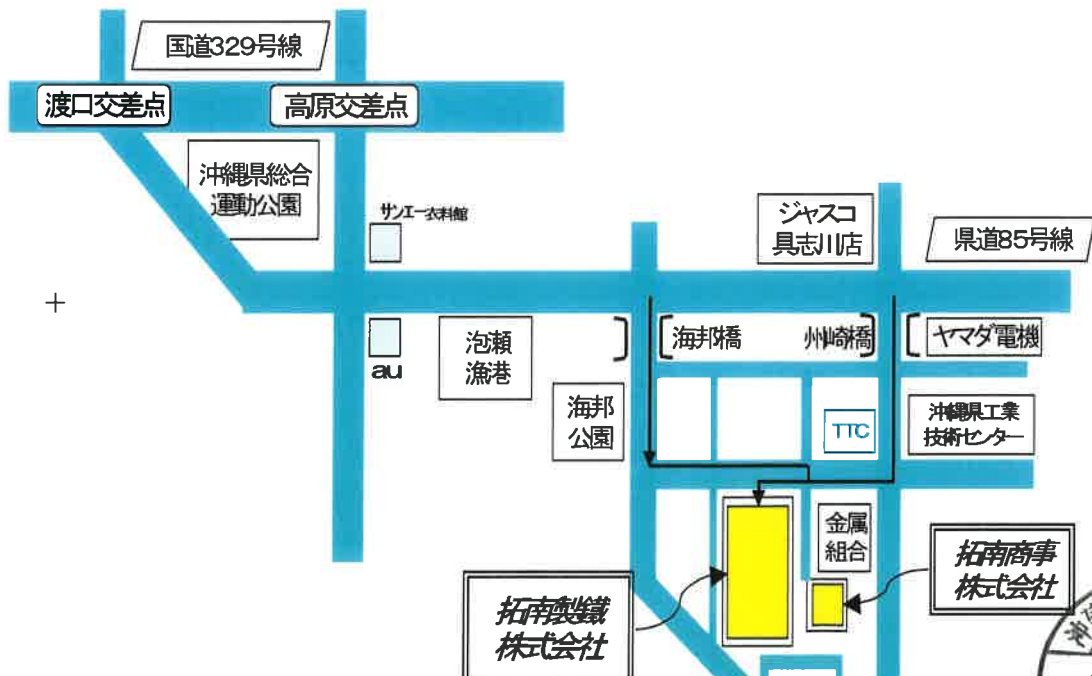 国道329号線
渡口交差点
高原交差点
沖縄県総合
運動公園
サンエー衣料館
ジャスコ
具志川店
県道85号線
au
泡瀬
漁港
海邦橋
州崎橋
ヤマダ電機
海邦
公園
TTC
沖縄県工業
技術センター
金属
組合
拓南商事
株式会社
拓南製鐵
株式会社